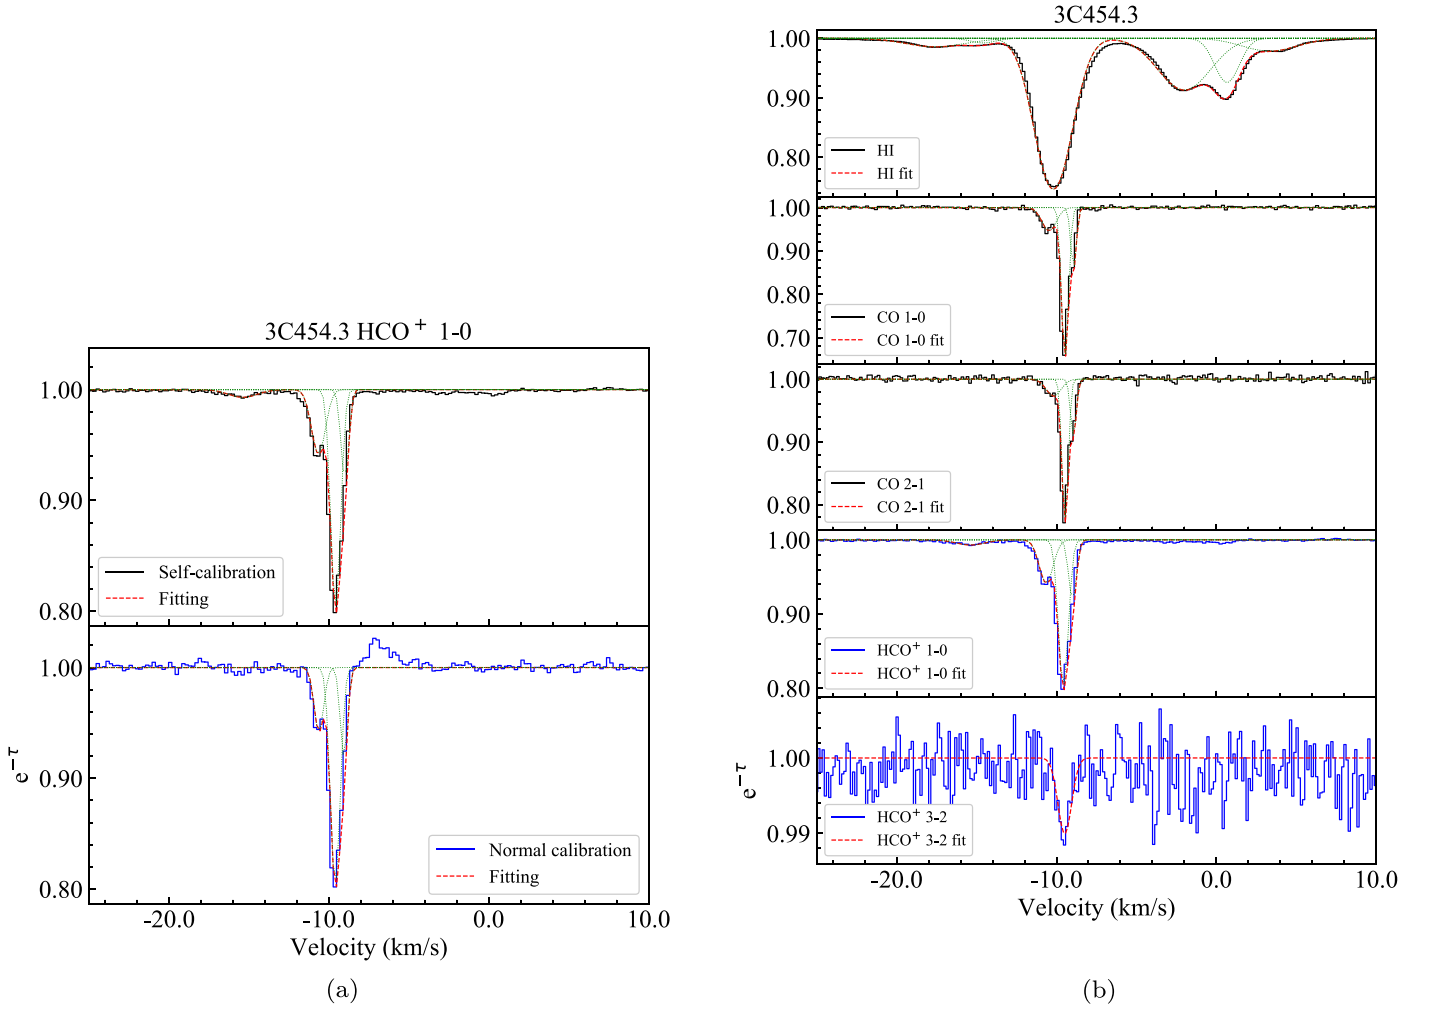 3C454.3 HCO⁺ 1-0
1.00
0.90
0.80
Self-calibration
Fitting
1.00
0.90
0.80
Normal calibration
Fitting
e⁻τ
-20.0 -10.0 0.0 10.0
Velocity (km/s)
(a)
3C454.3
1.00
0.90
0.80
HI
HI fit
1.00
0.90
0.80
0.70
CO 1-0
CO 1-0 fit
1.00
0.90
0.80
CO 2-1
CO 2-1 fit
1.00
0.90
0.80
HCO⁺ 1-0
HCO⁺ 1-0 fit
1.00
0.99
HCO⁺ 3-2
HCO⁺ 3-2 fit
e⁻τ
-20.0 -10.0 0.0 10.0
Velocity (km/s)
(b)